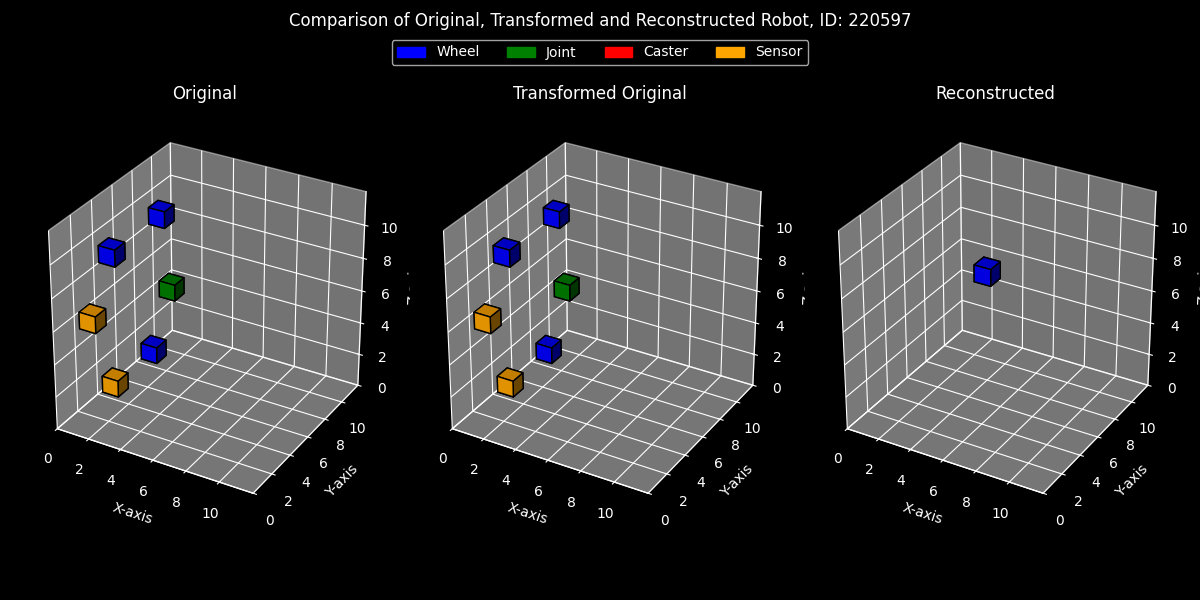 Comparison of Original, Transformed and Reconstructed Robot, ID: 220597
Wheel Joint Caster Sensor
Original Transformed Original Reconstructed
10 10 10
8 8 8
6 6 6
4 4 4
2 2 2
0 0 0
10 10 10
8 8 8
6 6 6
4 4 4
2 2 2
0 0 0
0 2 4 6 8 10 0 2 4 6 8 10 0 2 4 6 8 10
X-axis Y-axis X-axis Y-axis X-axis Y-axis